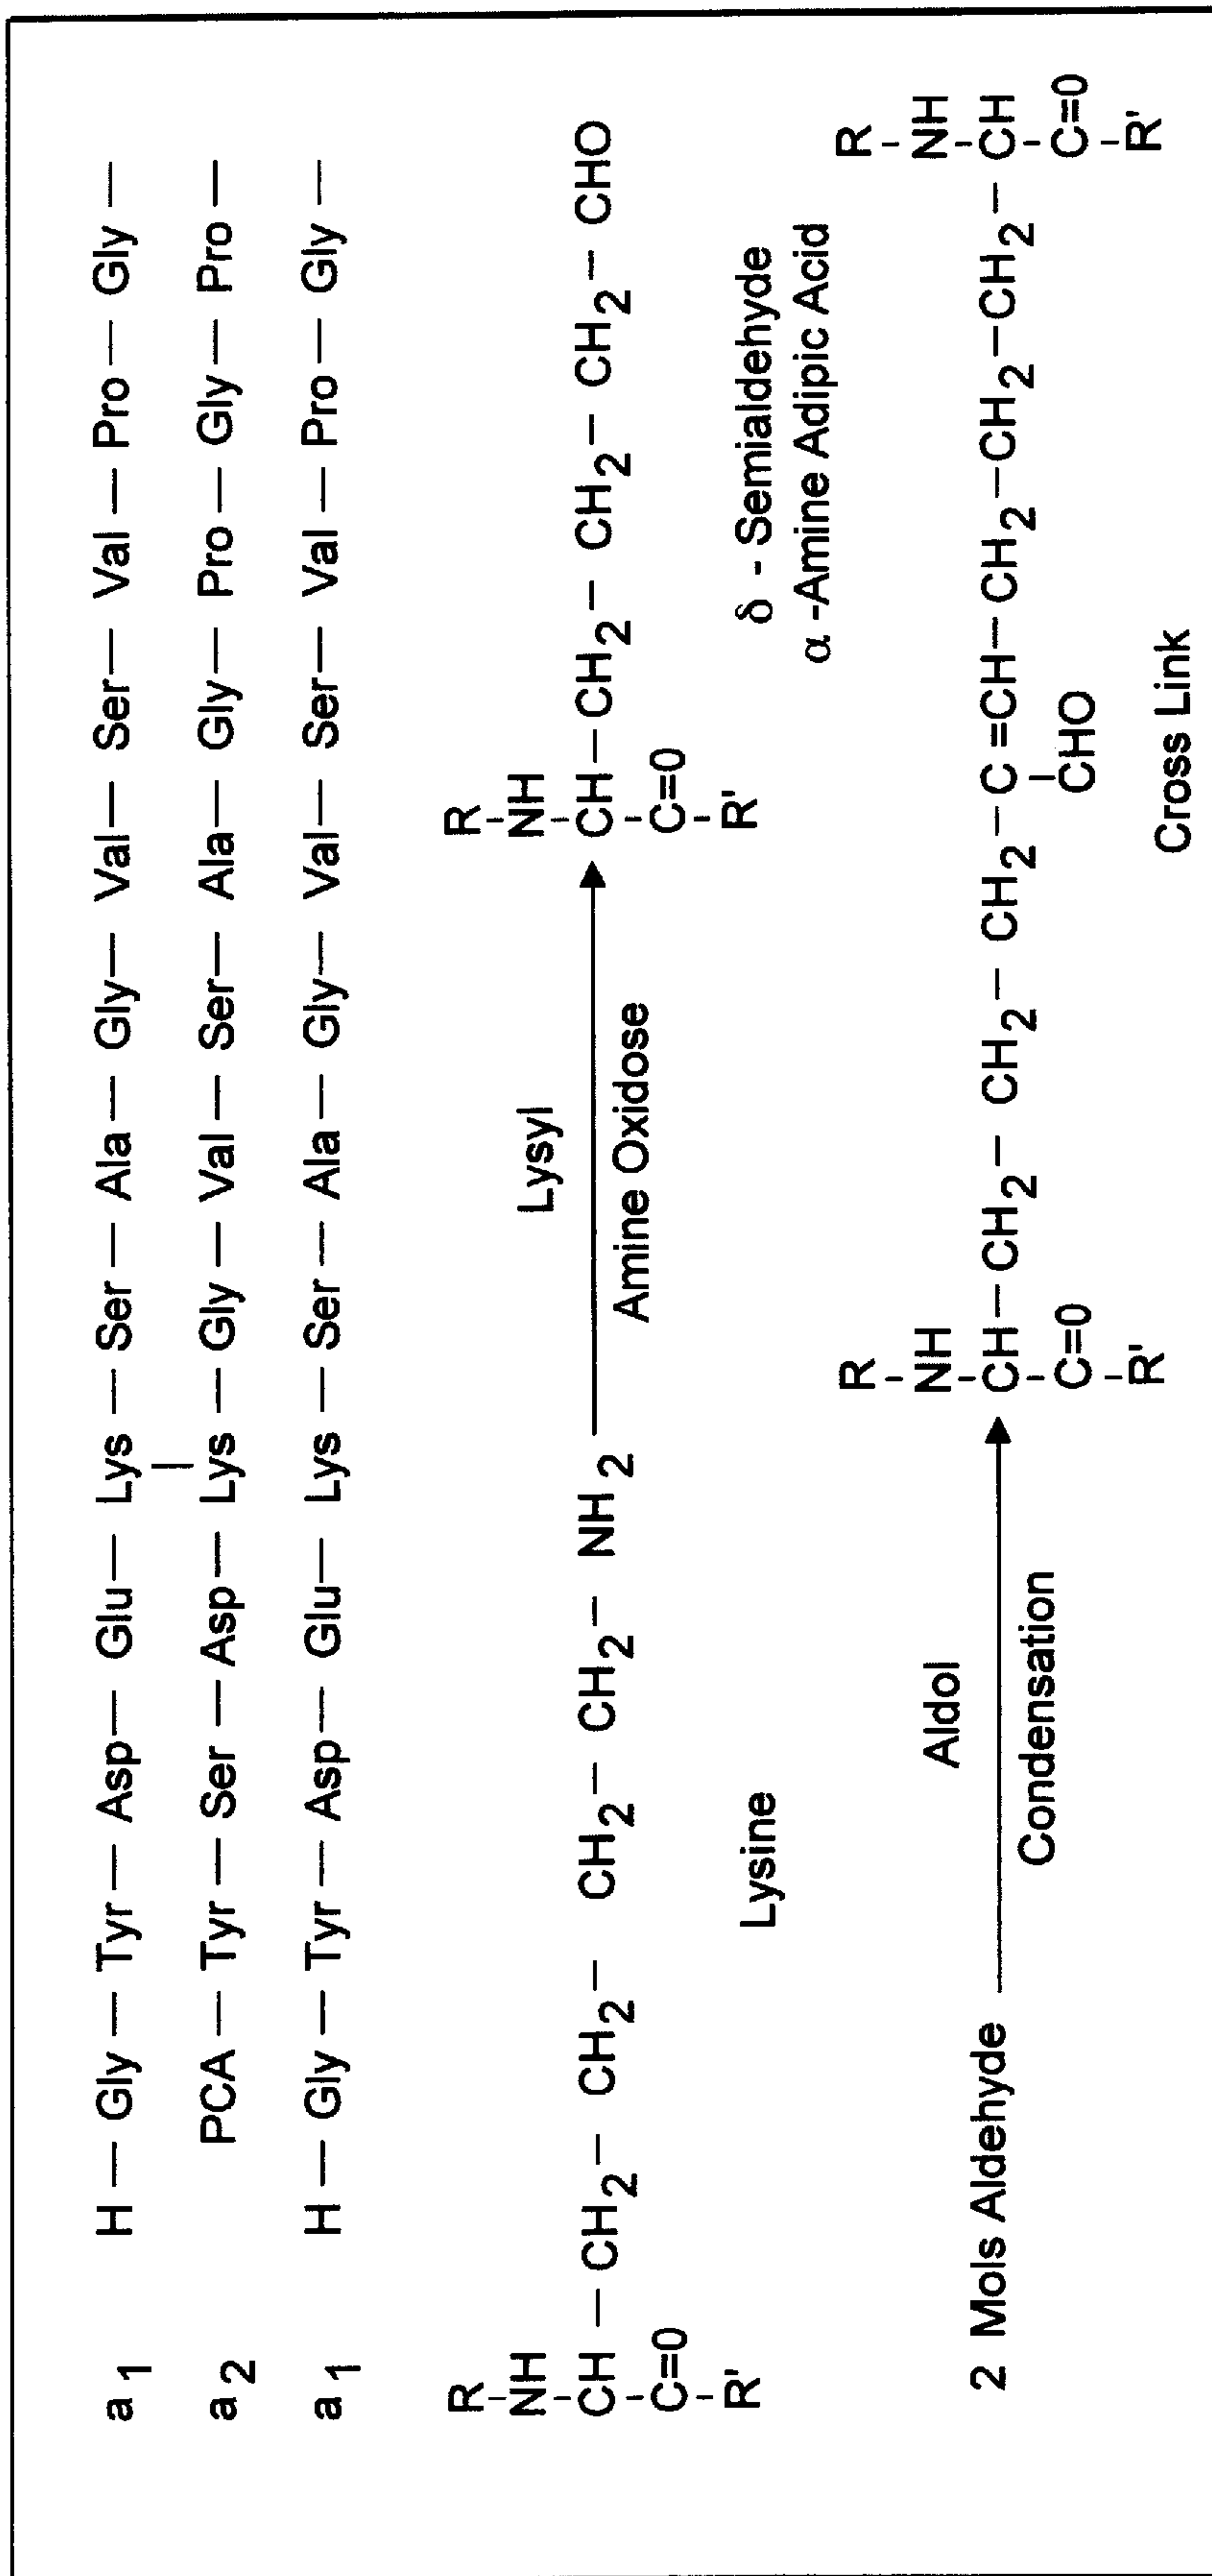 a1 H — Gly — Tyr — Asp — Glu — Lys — Ser — Ala — Gly — Val — Ser — Val — Pro — Gly —
a2 PCA — Tyr — Ser — Asp — Lys — Gly — Val — Ser — Ala — Gly — Pro — Gly — Pro —
a1 H — Gly — Tyr — Asp — Glu — Lys — Ser — Ala — Gly — Val — Ser — Val — Pro — Gly —
R R
NH Lysyl NH
CH — CH2 — CH2 — CH2 — CH2 — NH2 CH — CH2 — CH2 — CH2 — CHO
C=0 Amine Oxidose C=0
R' R'
Lysine δ - Semialdehyde
α -Amine Adipic Acid
R R
Aldol NH NH
2 Mols Aldehyde CH — CH2 — CH2 — CH2 — C =CH — CH2 — CH2 — CH2 — CH
Condensation C=0 CHO C=0
R' R'
Cross Link